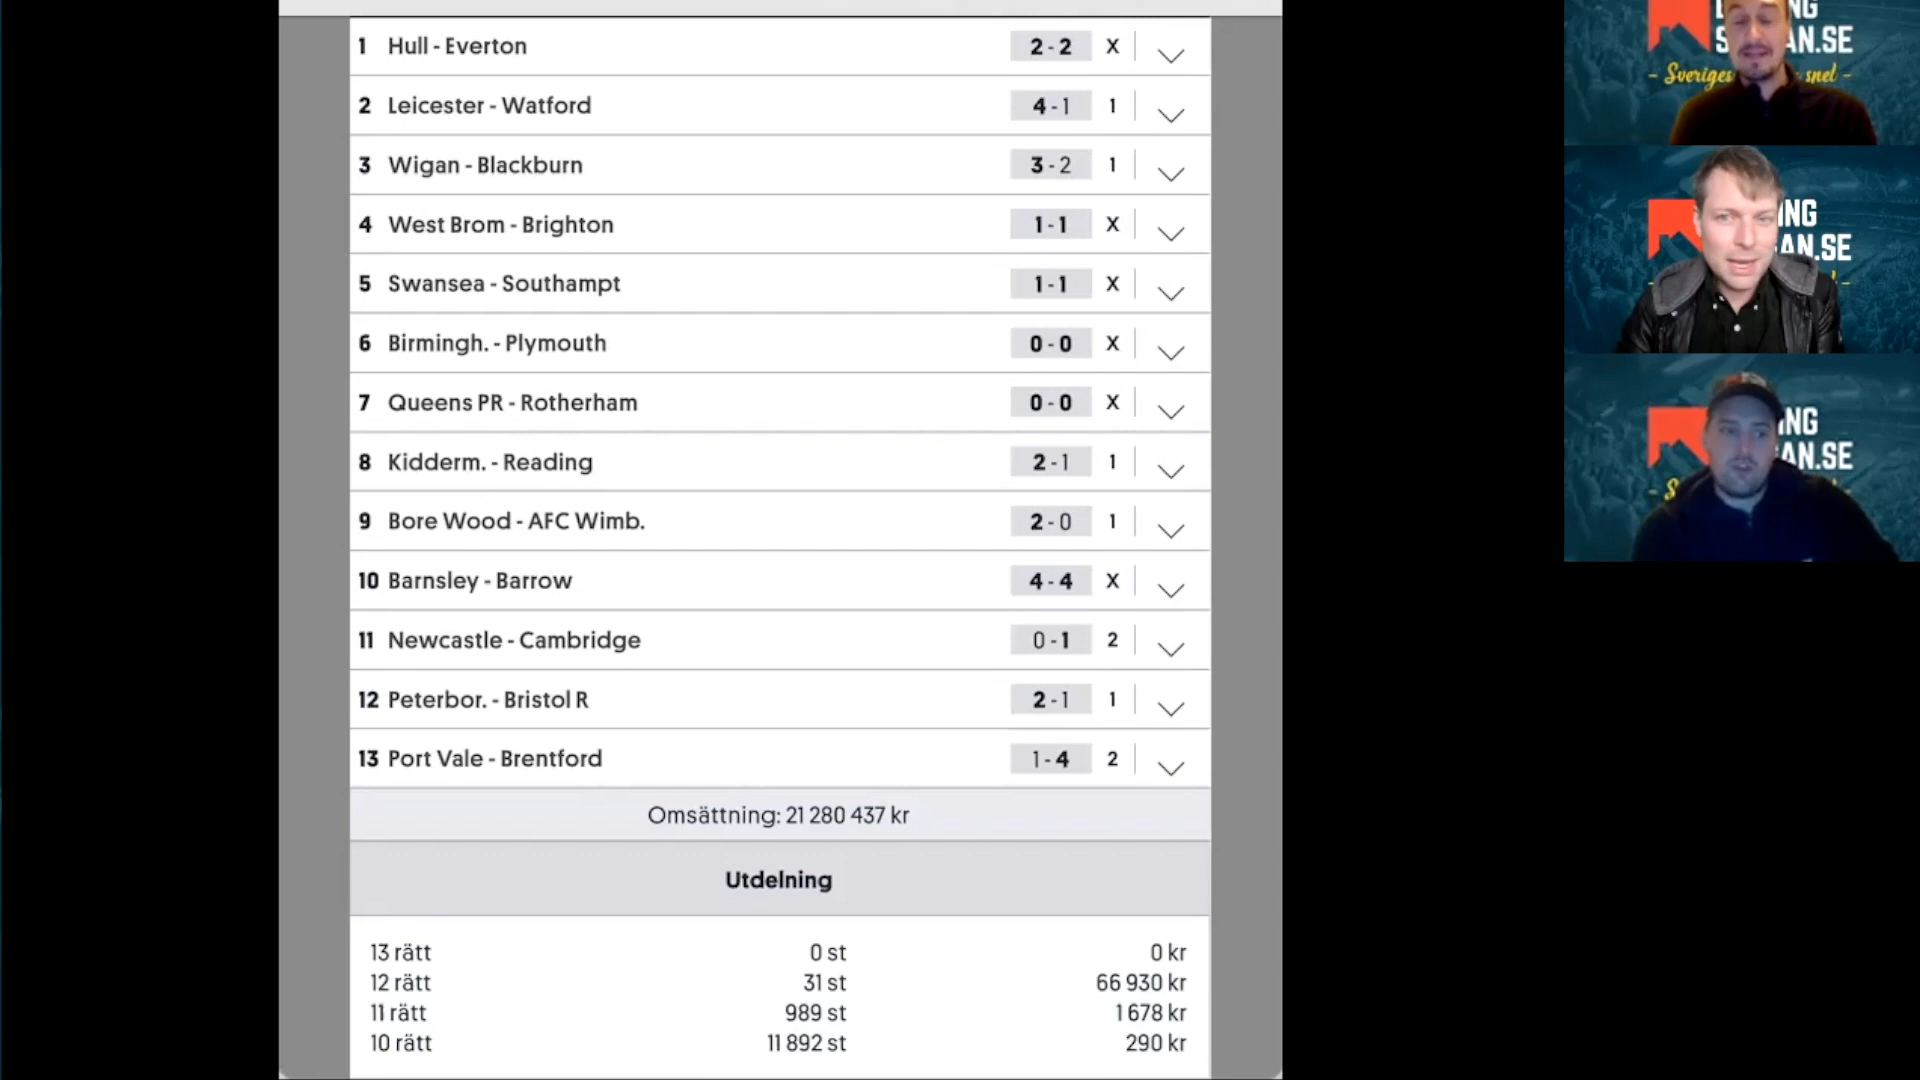 1 Hull - Everton 2 - 2 X
2 Leicester - Watford 4 - 1 1
3 Wigan - Blackburn 3 - 2 1
4 West Brom - Brighton 1 - 1 X
5 Swansea - Southampt 1 - 1 X
6 Birmingh. - Plymouth 0 - 0 X
7 Queens PR - Rotherham 0 - 0 X
8 Kidderm. - Reading 2 - 1 1
9 Bore Wood - AFC Wimb. 2 - 0 1
10 Barnsley - Barrow 4 - 4 X
11 Newcastle - Cambridge 0 - 1 2
12 Peterbor. - Bristol R 2 - 1 1
13 Port Vale - Brentford 1 - 4 2
Omsättning: 21 280 437 kr
Utdelning
13 rätt 0 st 0 kr
12 rätt 31 st 66 930 kr
11 rätt 989 st 1 678 kr
10 rätt 11 892 st 290 kr
NG
AN.SE
- Sveriges snel -
ING
AN.SE
ING
AN.SE